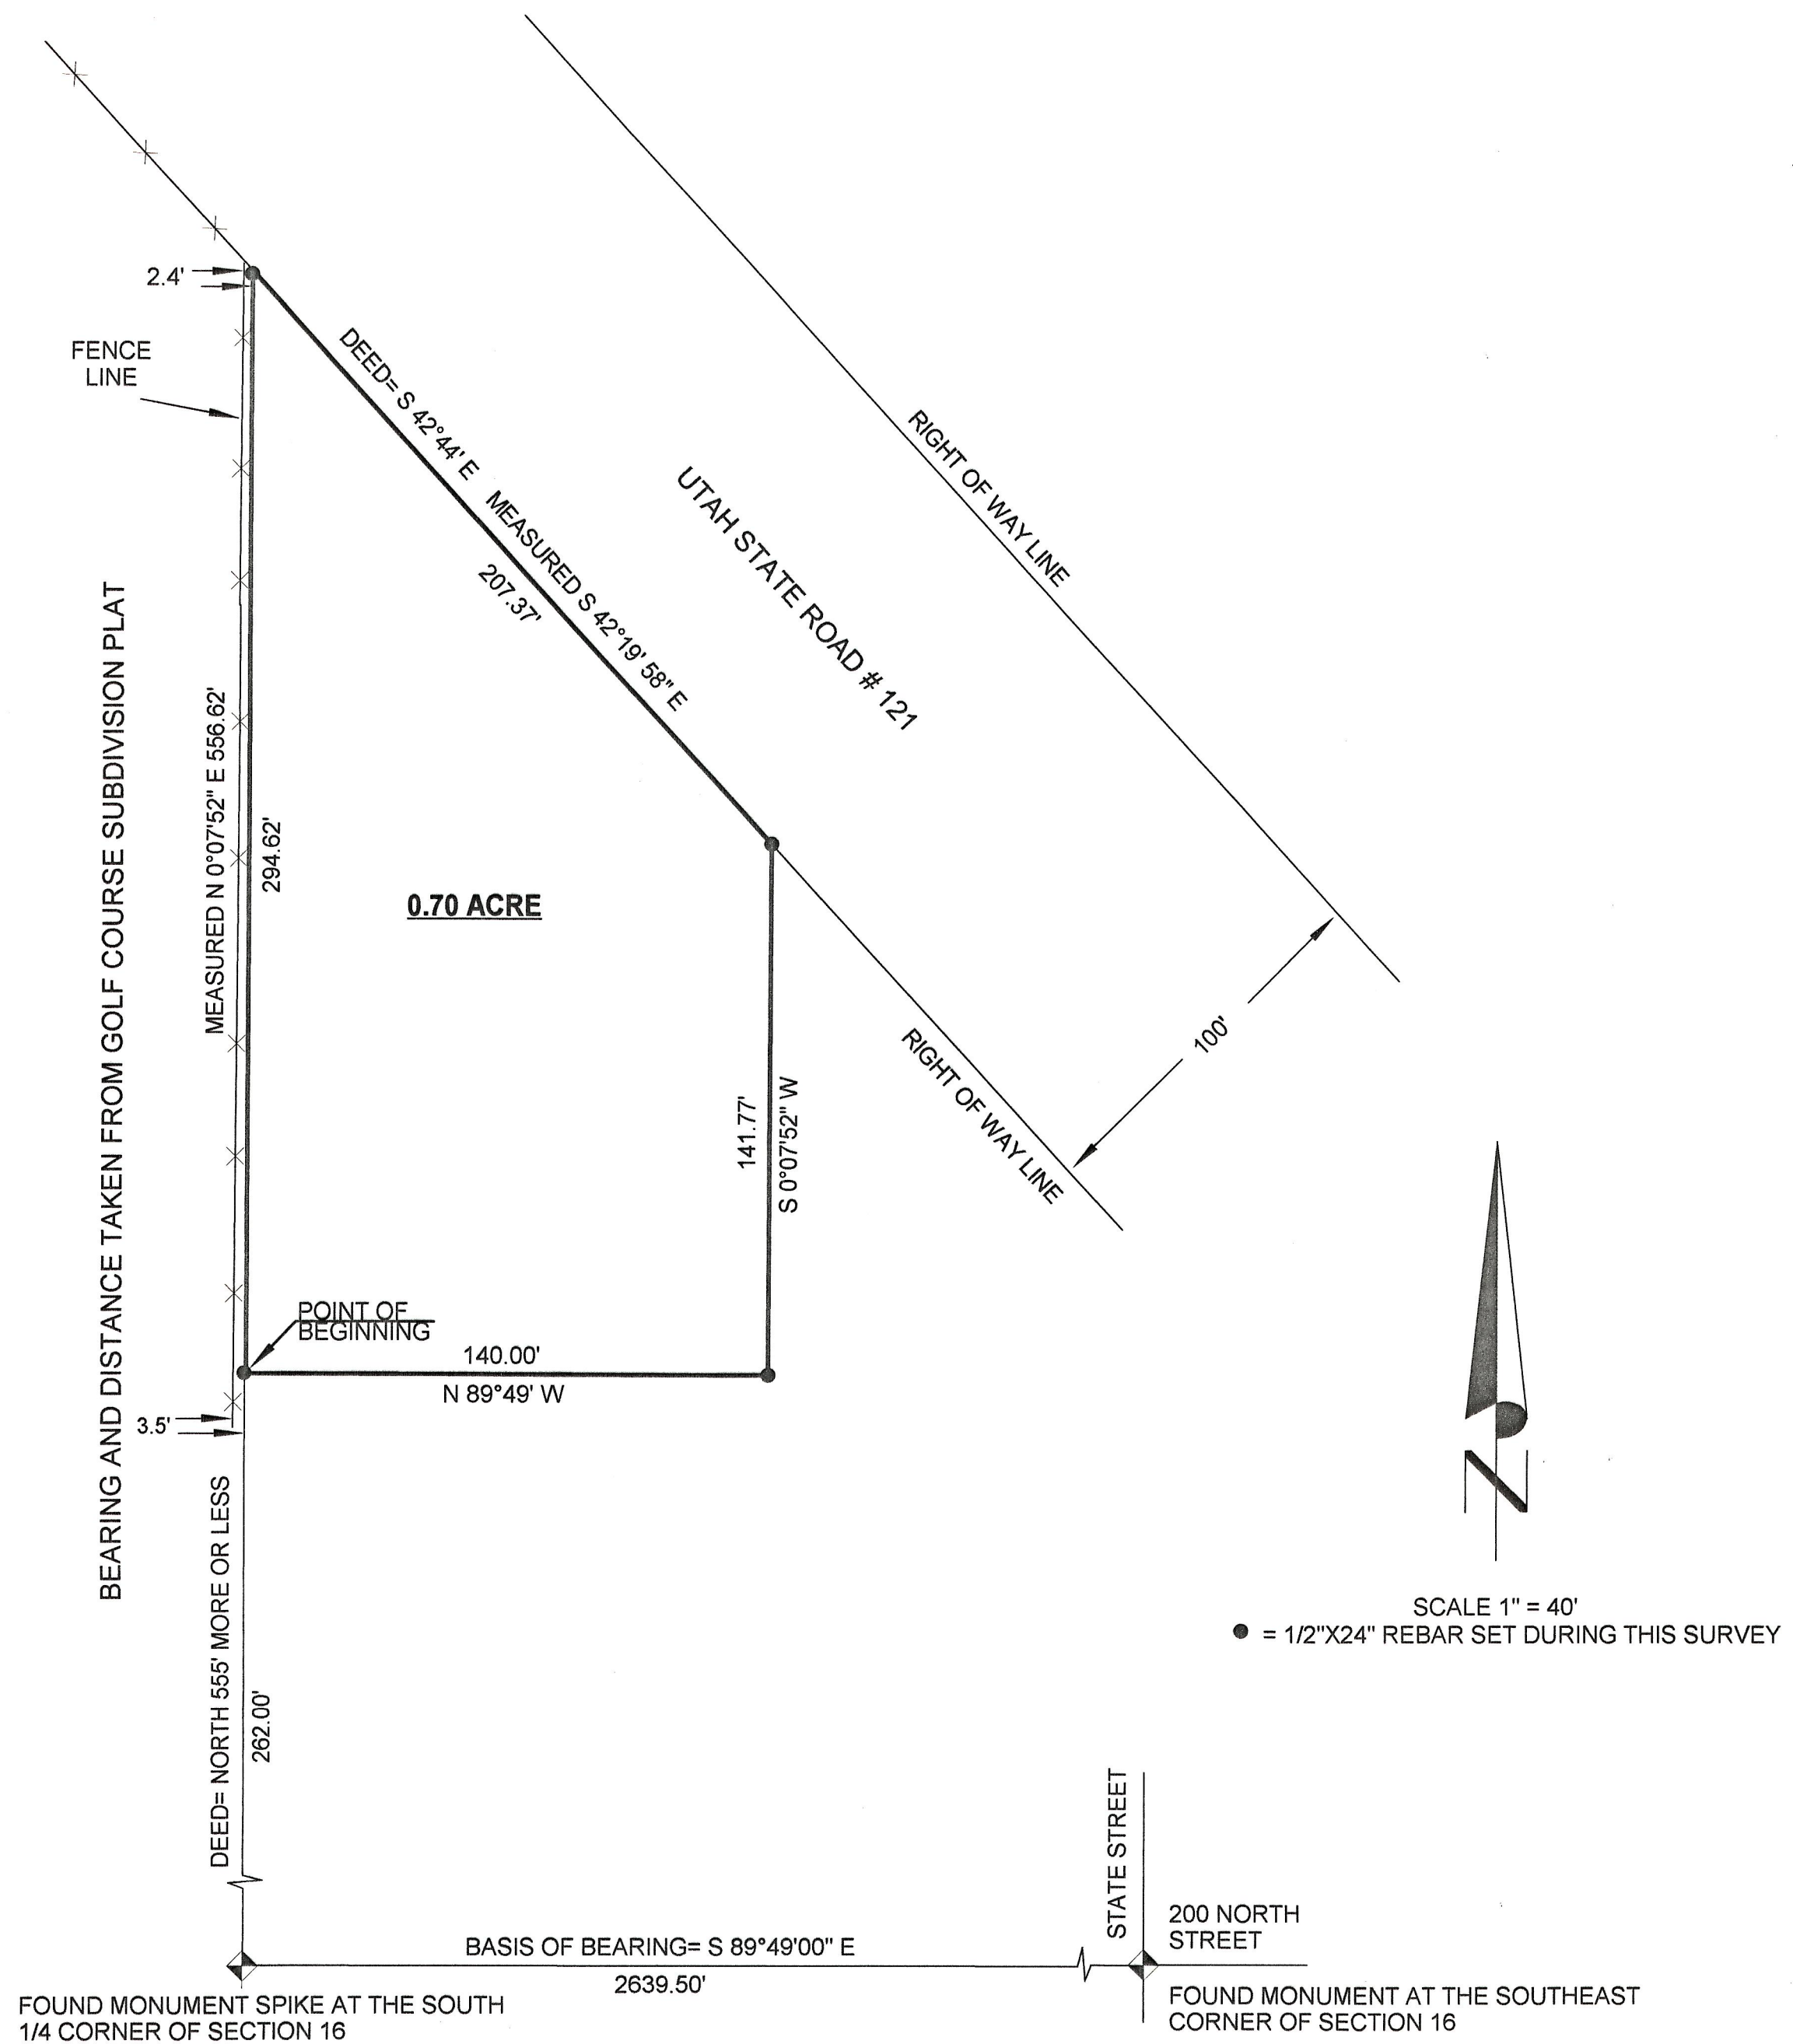 2.4'
FENCE
LINE
DEED= S 42°44' E MEASURED S 42°19' 58" E
207.37'
UTAH STATE ROAD # 121
RIGHT OF WAY LINE
BEARING AND DISTANCE TAKEN FROM GOLF COURSE SUBDIVISION PLAT
MEASURED N 0°07'52" E 556.62'
294.62'
0.70 ACRE
141.77'
S 0°07'52" W
RIGHT OF WAY LINE
100'
POINT OF
BEGINNING
140.00'
N 89°49' W
3.5'
DEED= NORTH 555' MORE OR LESS
262.00'
N
SCALE 1" = 40'
= 1/2"X24" REBAR SET DURING THIS SURVEY
STATE STREET
200 NORTH
STREET
BASIS OF BEARING= S 89°49'00" E
2639.50'
FOUND MONUMENT SPIKE AT THE SOUTH
1/4 CORNER OF SECTION 16
FOUND MONUMENT AT THE SOUTHEAST
CORNER OF SECTION 16